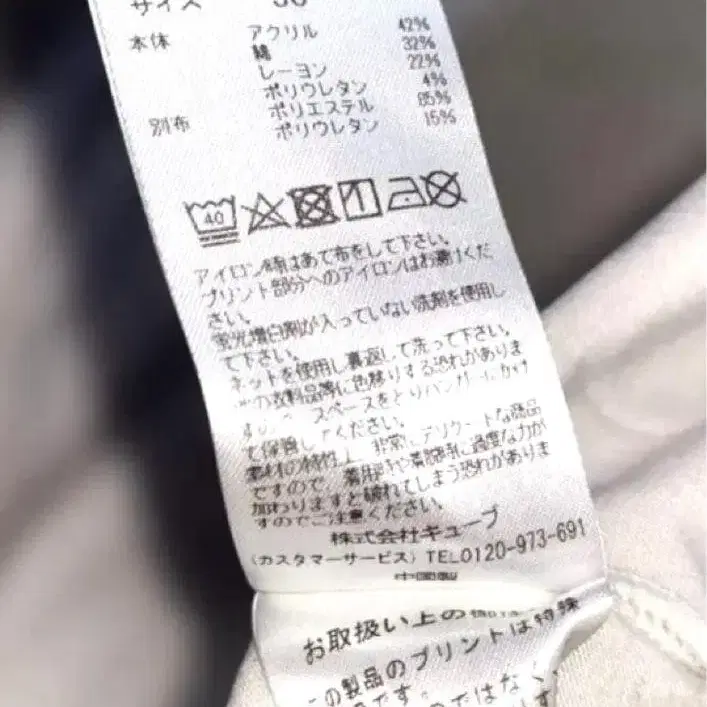 サイズ
本体 アクリル 42%
綿 32%
レーヨン 22%
ポリウレタン 4%
別布 ポリエステル 85%
ポリウレタン 15%
40
アイロン時はあて布をして下さい。
プリント部分へのアイロンはお避けくだ
さい。
蛍光増白剤が入っていない洗剤を使用し
て下さい。
ネットを使用し裏返して洗って下さい。
の衣料品等に色移りする恐れがありま
すので スペースをとりハンガーにかけ
て保管してください。
素材の特性上、非常にデリケートな商品
ですので、着用時や着脱時に過度な力が
加わりますと破れてしまう恐れがありま
すのでご注意ください。
株式会社キューブ
(カスタマーサービス) TEL0120-973-691
中国製
お取扱い上の
この製品のプリントは特殊
です。
ではなく、